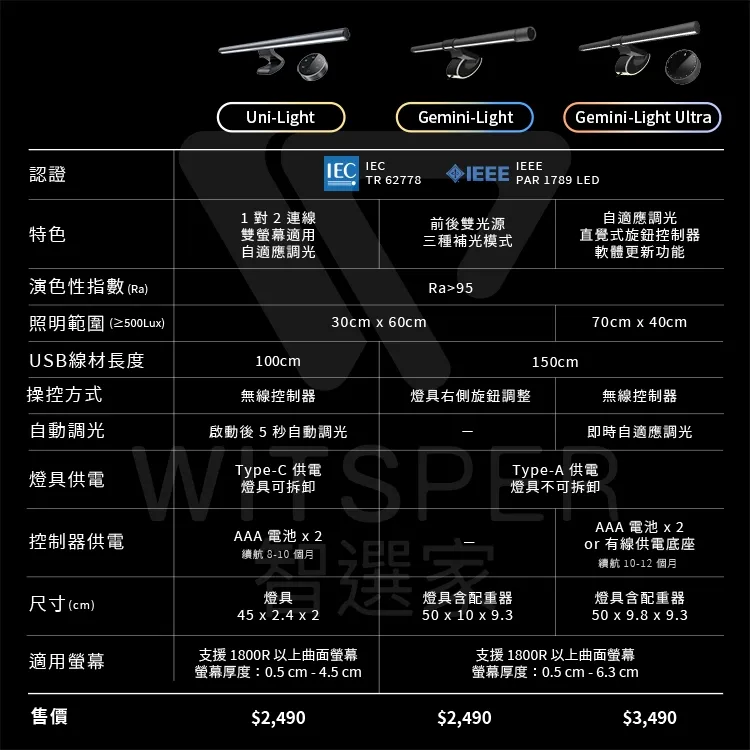 Uni-Light
Gemini-Light
Gemini-Light Ultra
認證
IEC
IEC
TR 62778
IEEE
IEEE
PAR 1789 LED
特色
1 對 2 連線
雙螢幕適用
自適應調光
前後雙光源
三種補光模式
自適應調光
直覺式旋鈕控制器
軟體更新功能
演色性指數 (Ra)
Ra>95
照明範圍 (≥500Lux)
30cm x 60cm
70cm x 40cm
USB線材長度
100cm
150cm
操控方式
無線控制器
燈具右側旋鈕調整
無線控制器
自動調光
啟動後 5 秒自動調光
—
即時自適應調光
燈具供電
Type-C 供電
燈具可拆卸
Type-A 供電
燈具不可拆卸
控制器供電
AAA 電池 x 2
續航 8-10 個月
—
AAA 電池 x 2
or 有線供電底座
續航 10-12 個月
尺寸(cm)
燈具
45 x 2.4 x 2
燈具含配重器
50 x 10 x 9.3
燈具含配重器
50 x 9.8 x 9.3
適用螢幕
支援 1800R 以上曲面螢幕
螢幕厚度：0.5 cm - 4.5 cm
支援 1800R 以上曲面螢幕
螢幕厚度：0.5 cm - 6.3 cm
售價
$2,490
$2,490
$3,490
WITSPER
智選家